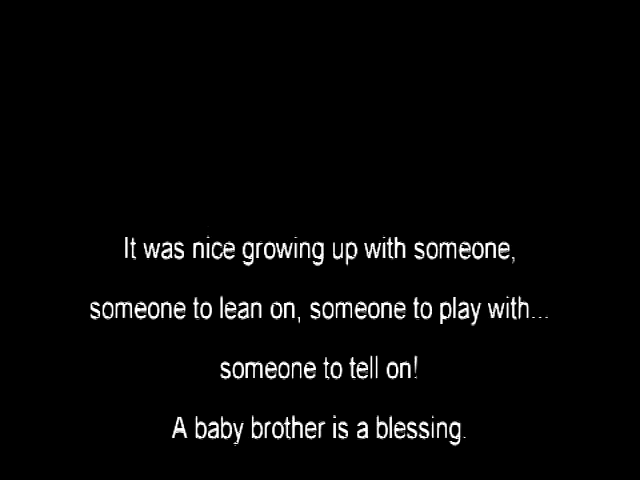 It was nice growing up with someone,
someone to lean on, someone to play with...
someone to tell on!
A baby brother is a blessing.